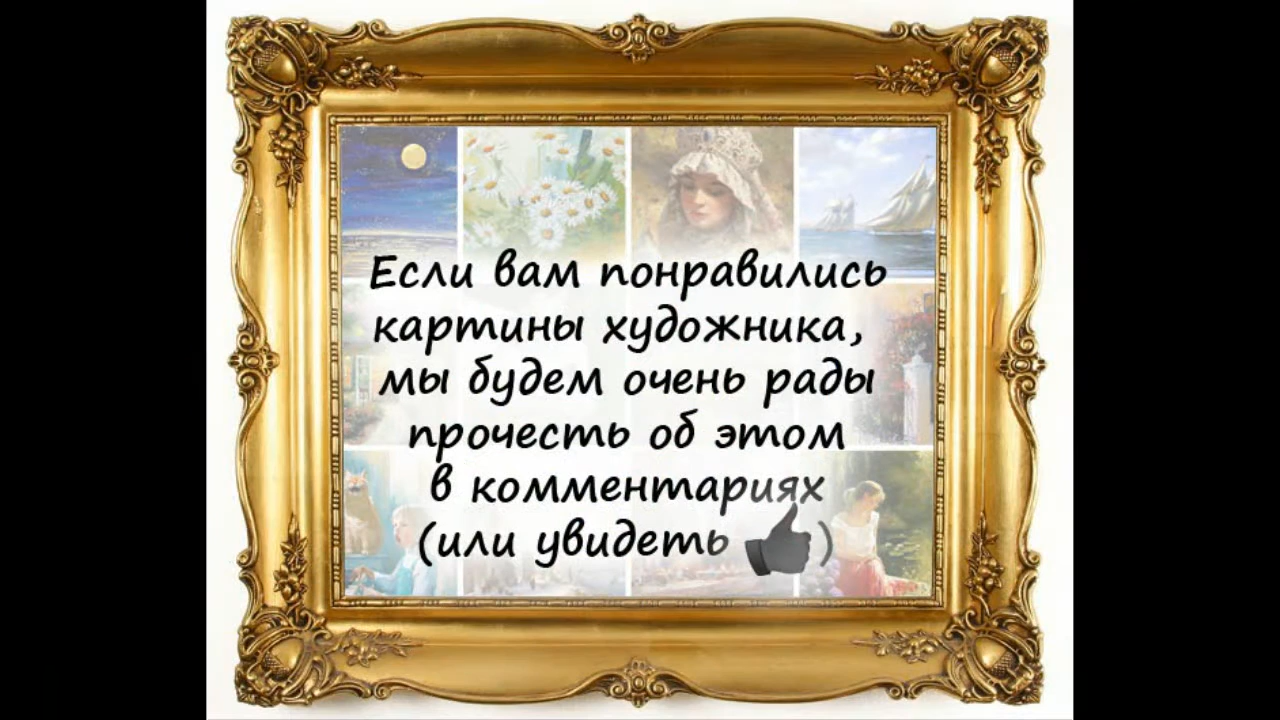 Если вам понравились
картины художника,
мы будем очень рады
прочесть об этом
в комментариях
(или увидеть )